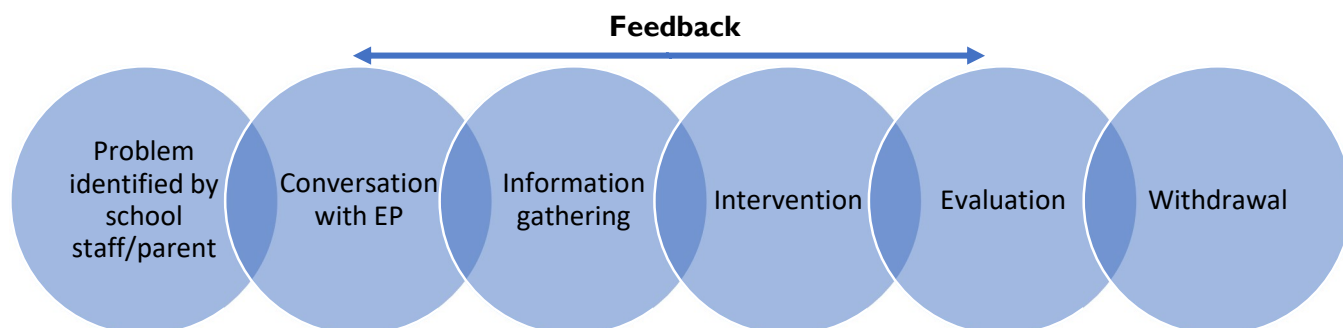 Feedback
Problem
identified by
school
staff/parent
Conversation
with EP
Information
gathering
Intervention
Evaluation
Withdrawal